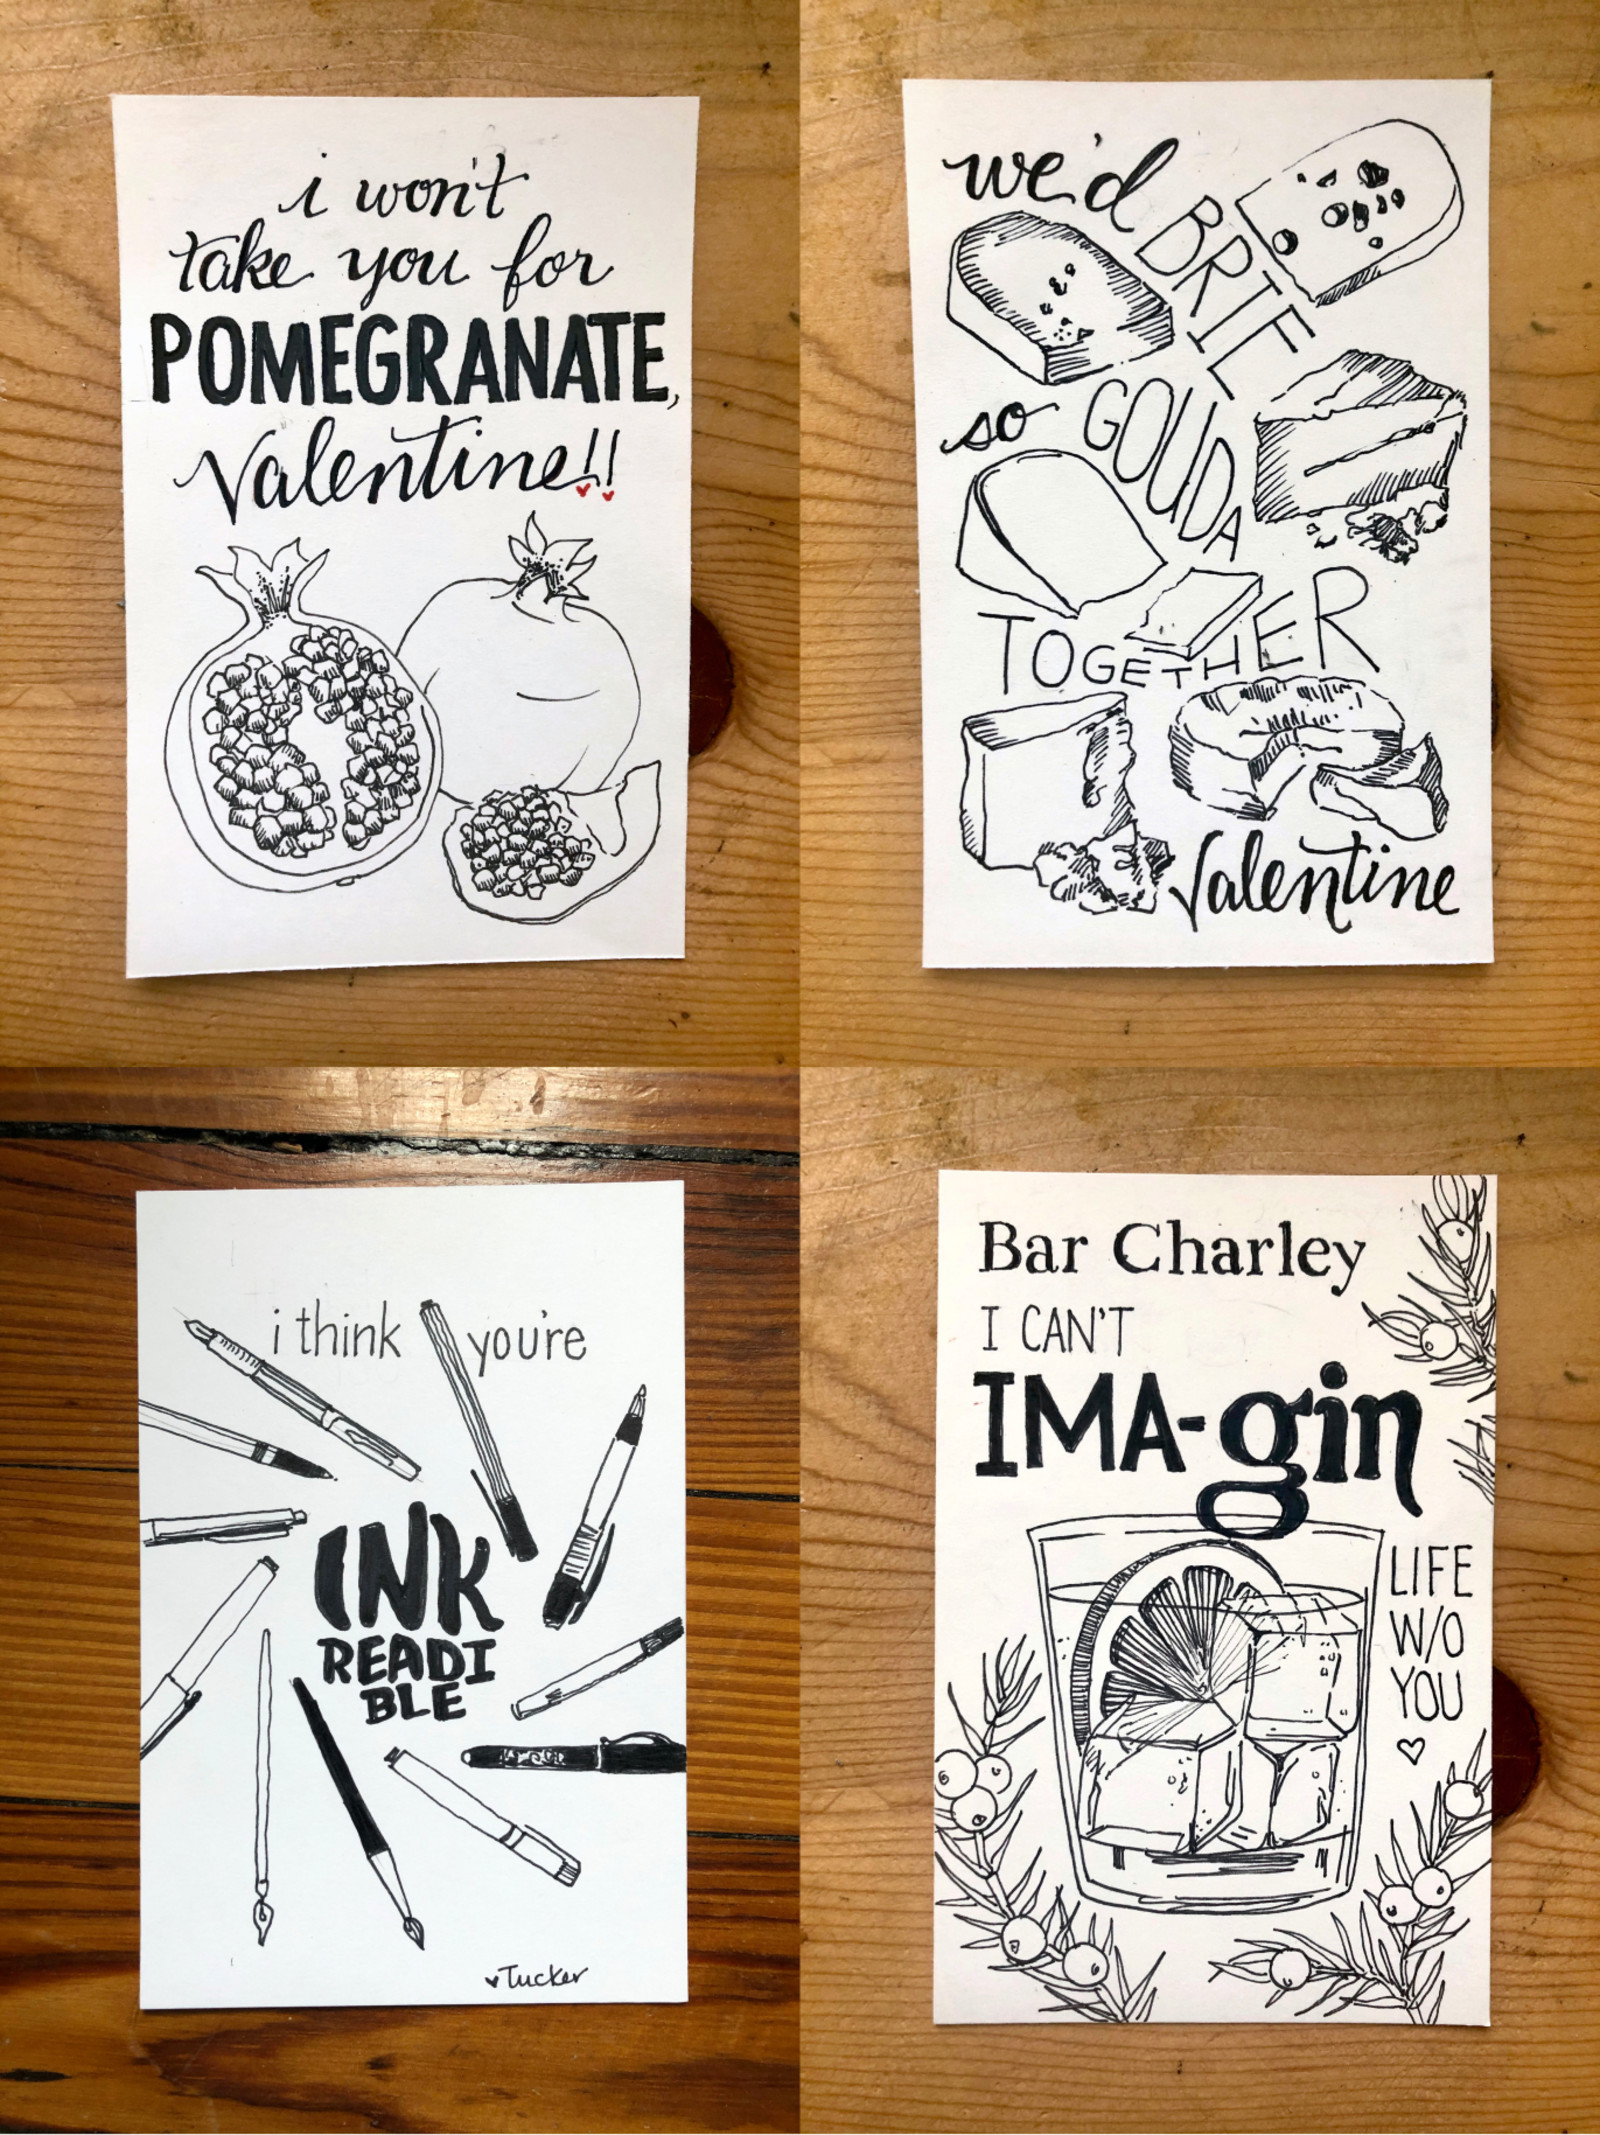 i won't
take you for
POMEGRANATE,
Valentine!!
we'd BRIE
so GOUDA
TOGETHER
Valentine
i think you're
INK
READI
BLE
Tucker
Bar Charley
I CAN'T
IMA-gin
LIFE
W/O
YOU